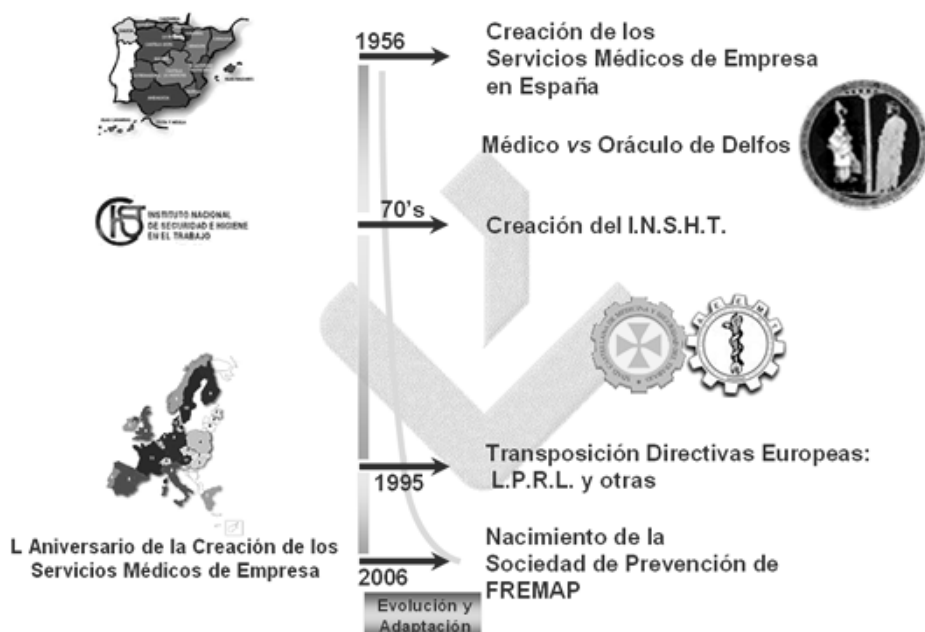 1956
Creación de los
Servicios Médicos de Empresa
en España
Médico vs Oráculo de Delfos
INSTITUTO NACIONAL
DE SEGURIDAD E HIGIENE
EN EL TRABAJO
70's
Creación del I.N.S.H.T.
A E E M T
1995
Transposición Directivas Europeas:
L.P.R.L. y otras
L Aniversario de la Creación de los
Servicios Médicos de Empresa
2006
Nacimiento de la
Sociedad de Prevención de
FREMAP
Evolución y
Adaptación